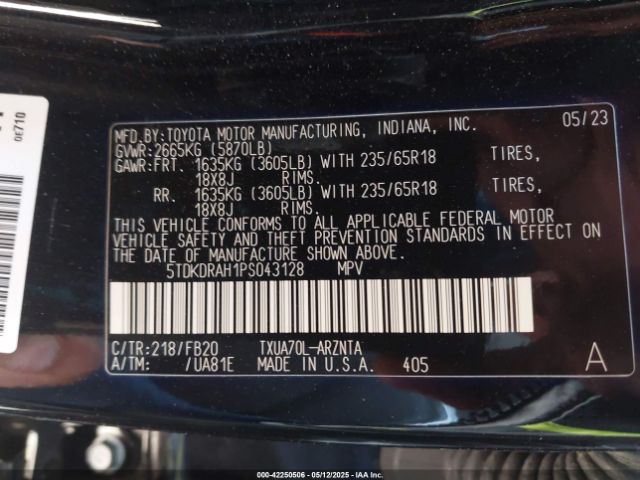 0E710
MFD.BY:TOYOTA MOTOR MANUFACTURING, INDIANA, INC. 05/23
GVWR:2665KG (5870LB)
GAWR:FRT. 1635KG (3605LB) WITH 235/65R18 TIRES,
18X8J RIMS.
RR. 1635KG (3605LB) WITH 235/65R18 TIRES,
18X8J RIMS.
THIS VEHICLE CONFORMS TO ALL APPLICABLE FEDERAL MOTOR
VEHICLE SAFETY AND THEFT PREVENTION STANDARDS IN EFFECT ON
THE DATE OF MANUFACTURE SHOWN ABOVE.
5TDKDRAH1PS043128 MPV
C/TR:218/FB20 TXUA70L-ARZNTA
A/TM: /UA81E MADE IN U.S.A. 405 A
000-42250506 - 05/12/2025 - IAA Inc.